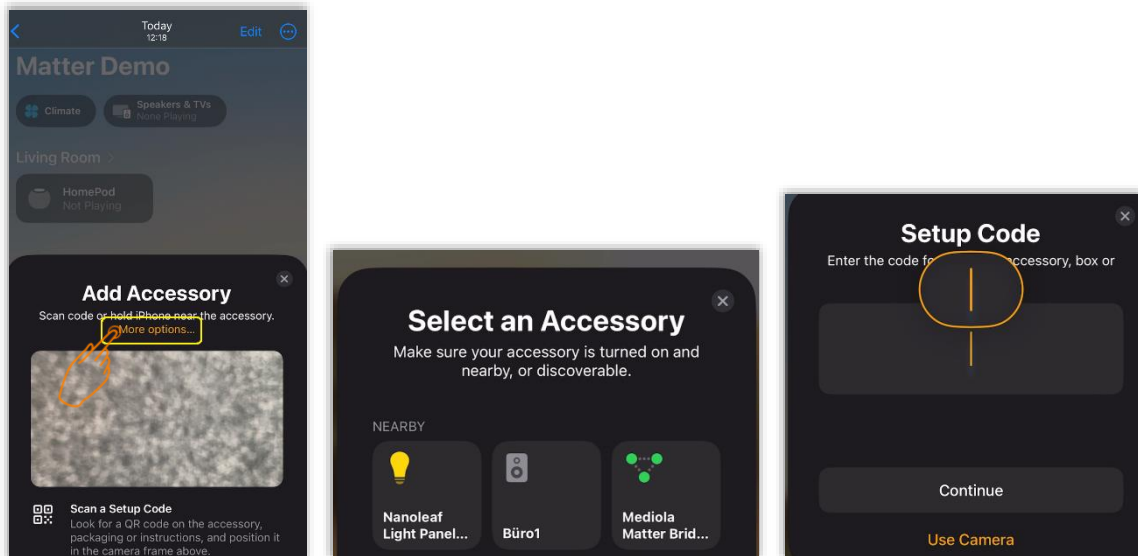 Today
12:18
Edit
Matter Demo
Climate
Speakers & TVs
None Playing
Living Room >
HomePod
Not Playing
Add Accessory
Scan code or hold iPhone near the accessory.
More options...
Scan a Setup Code
Look for a QR code on the accessory,
packaging or instructions, and position it
in the camera frame above.
Select an Accessory
Make sure your accessory is turned on and
nearby, or discoverable.
NEARBY
Nanoleaf
Light Panel...
Büro1
Mediola
Matter Brid...
Setup Code
Enter the code accessory, box or
Continue
Use Camera